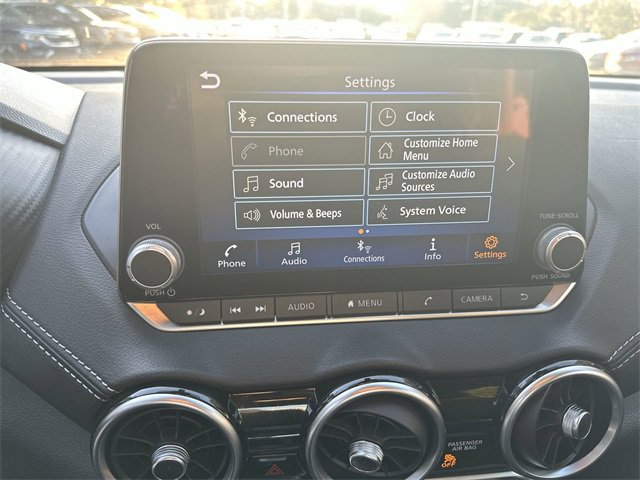 Settings
Connections
Clock
Phone
Customize Home
Menu
Sound
Customize Audio
Sources
Volume & Beeps
System Voice
Phone
Audio
Connections
Info
Settings
VOL
PUSH
TUNE·SCROLL
PUSH SOUND
AUDIO
MENU
CAMERA
PASSENGER
AIR BAG
OFF